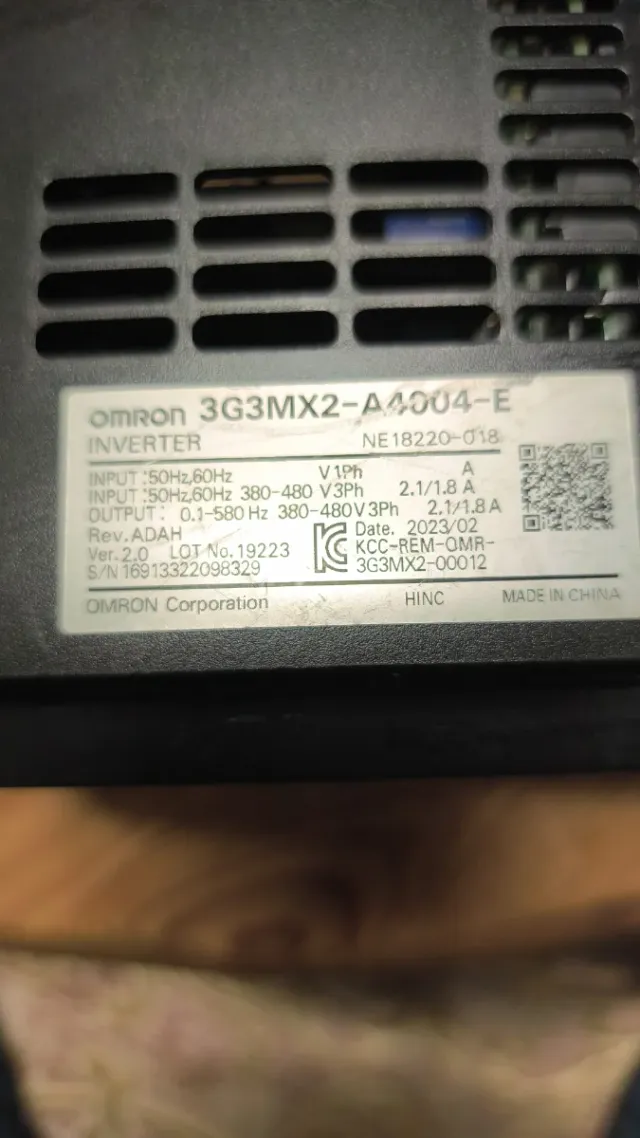 OMRON 3G3MX2-A4004-E
INVERTER NE18220-018
INPUT :50Hz,60Hz V 1Ph A
INPUT :50Hz,60Hz 380-480 V3Ph 2.1/1.8 A
OUTPUT: 0.1-580 Hz 380-480V 3Ph 2.1/1.8 A
Rev. ADAH Date. 2023/02
Ver. 2.0 LOT No. 19223 KCC-REM-OMR-
S/N 16913322098329 3G3MX2-00012
OMRON Corporation HINC MADE IN CHINA